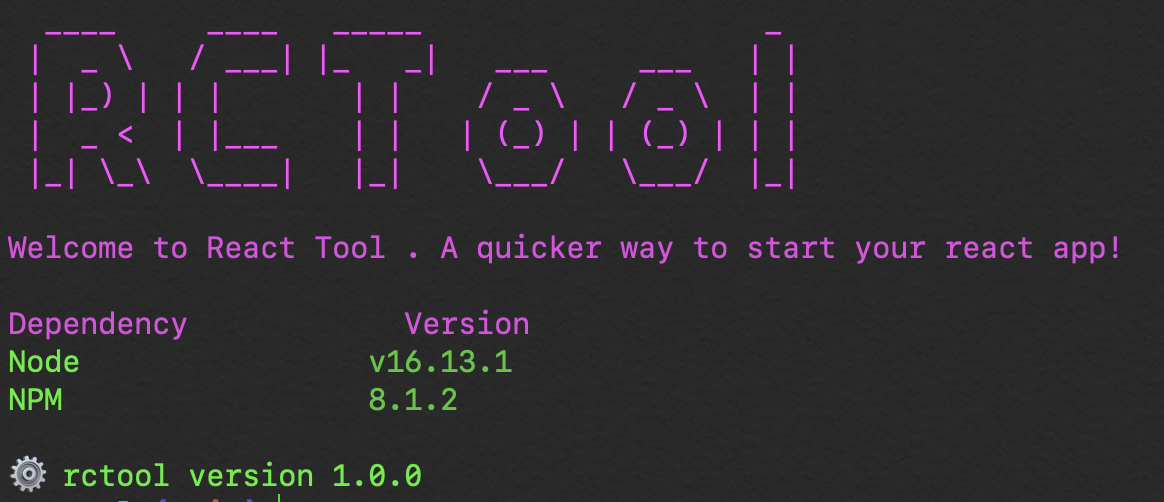 RCTool
Welcome to React Tool . A quicker way to start your react app!
Dependency Version
Node v16.13.1
NPM 8.1.2
rctool version 1.0.0